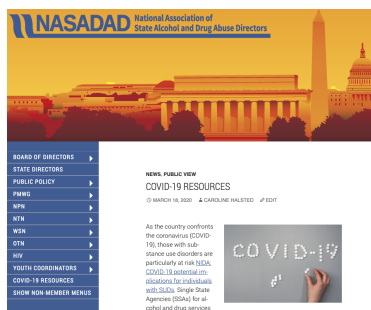 NASADAD National Association of
State Alcohol and Drug Abuse Directors
BOARD OF DIRECTORS
STATE DIRECTORS
PUBLIC POLICY
PMWG
NPN
NTN
WSN
OTN
HIV
YOUTH COORDINATORS
COVID-19 RESOURCES
SHOW NON-MEMBER MENUS
NEWS, PUBLIC VIEW
COVID-19 RESOURCES
MARCH 18, 2020 CAROLINE HALSTED EDIT
As the country confronts
the coronavirus (COVID-
19), those with sub-
stance use disorders are
particularly at risk NIDA:
COVID-19 potential im-
plications for individuals
with SUDs. Single State
Agencies (SSAs) for al-
cohol and drug services
COVID-19